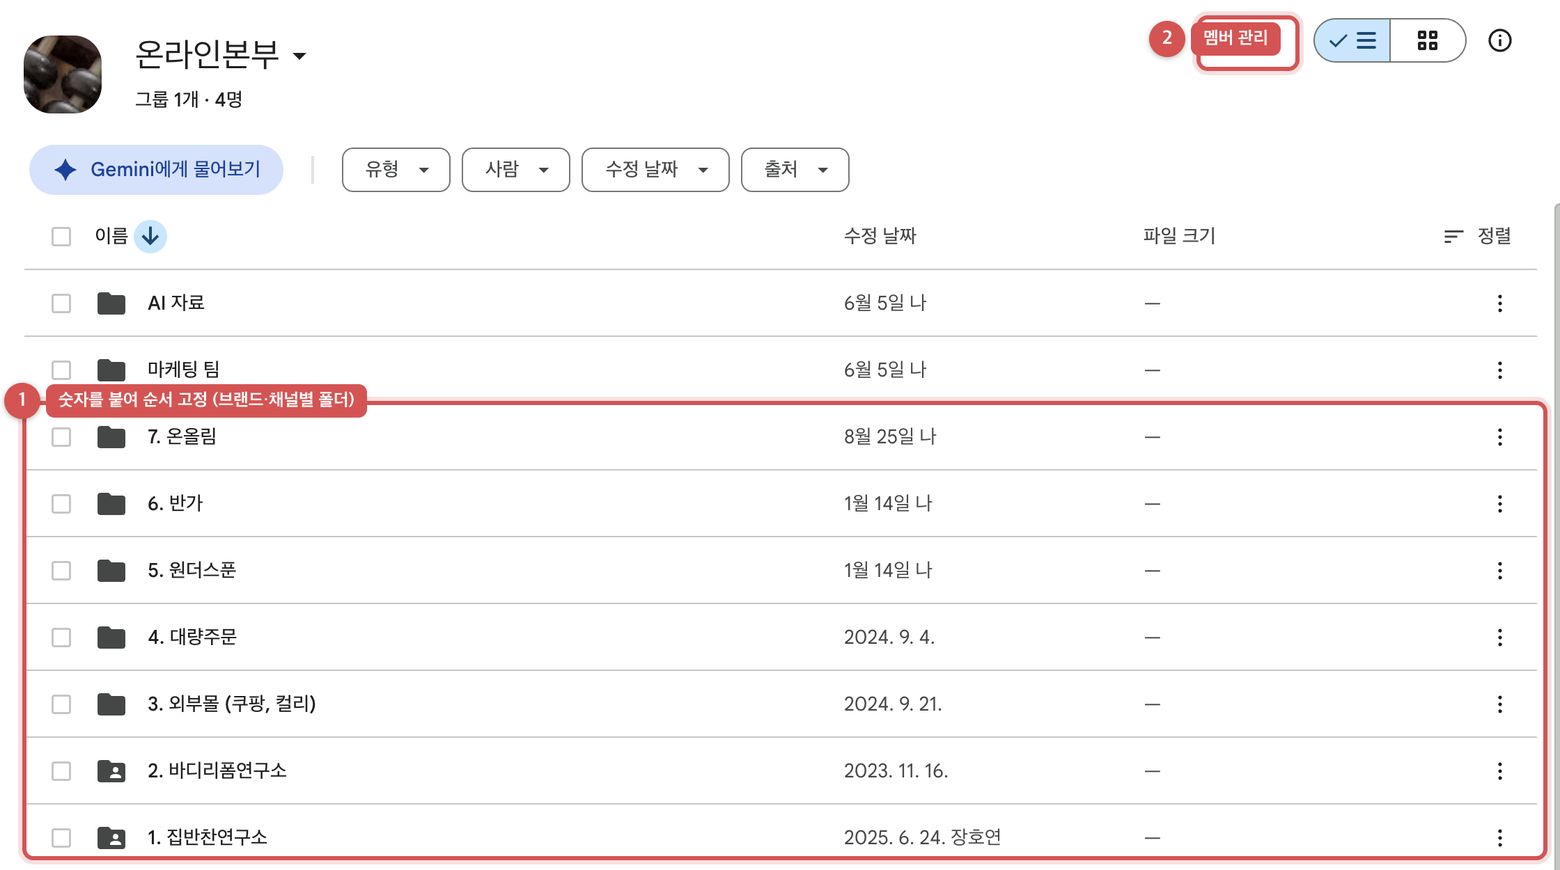 온라인본부
그룹 1개 · 4명
2 멤버 관리
Gemini에게 물어보기
유형 사람 수정 날짜 출처
이름 수정 날짜 파일 크기 정렬
AI 자료 6월 5일 나 —
마케팅 팀 6월 5일 나 —
1 숫자를 붙여 순서 고정 (브랜드·채널별 폴더)
7. 온올림 8월 25일 나 —
6. 반가 1월 14일 나 —
5. 원더스푼 1월 14일 나 —
4. 대량주문 2024. 9. 4. —
3. 외부몰 (쿠팡, 컬리) 2024. 9. 21. —
2. 바디리폼연구소 2023. 11. 16. —
1. 집반찬연구소 2025. 6. 24. 장호연 —